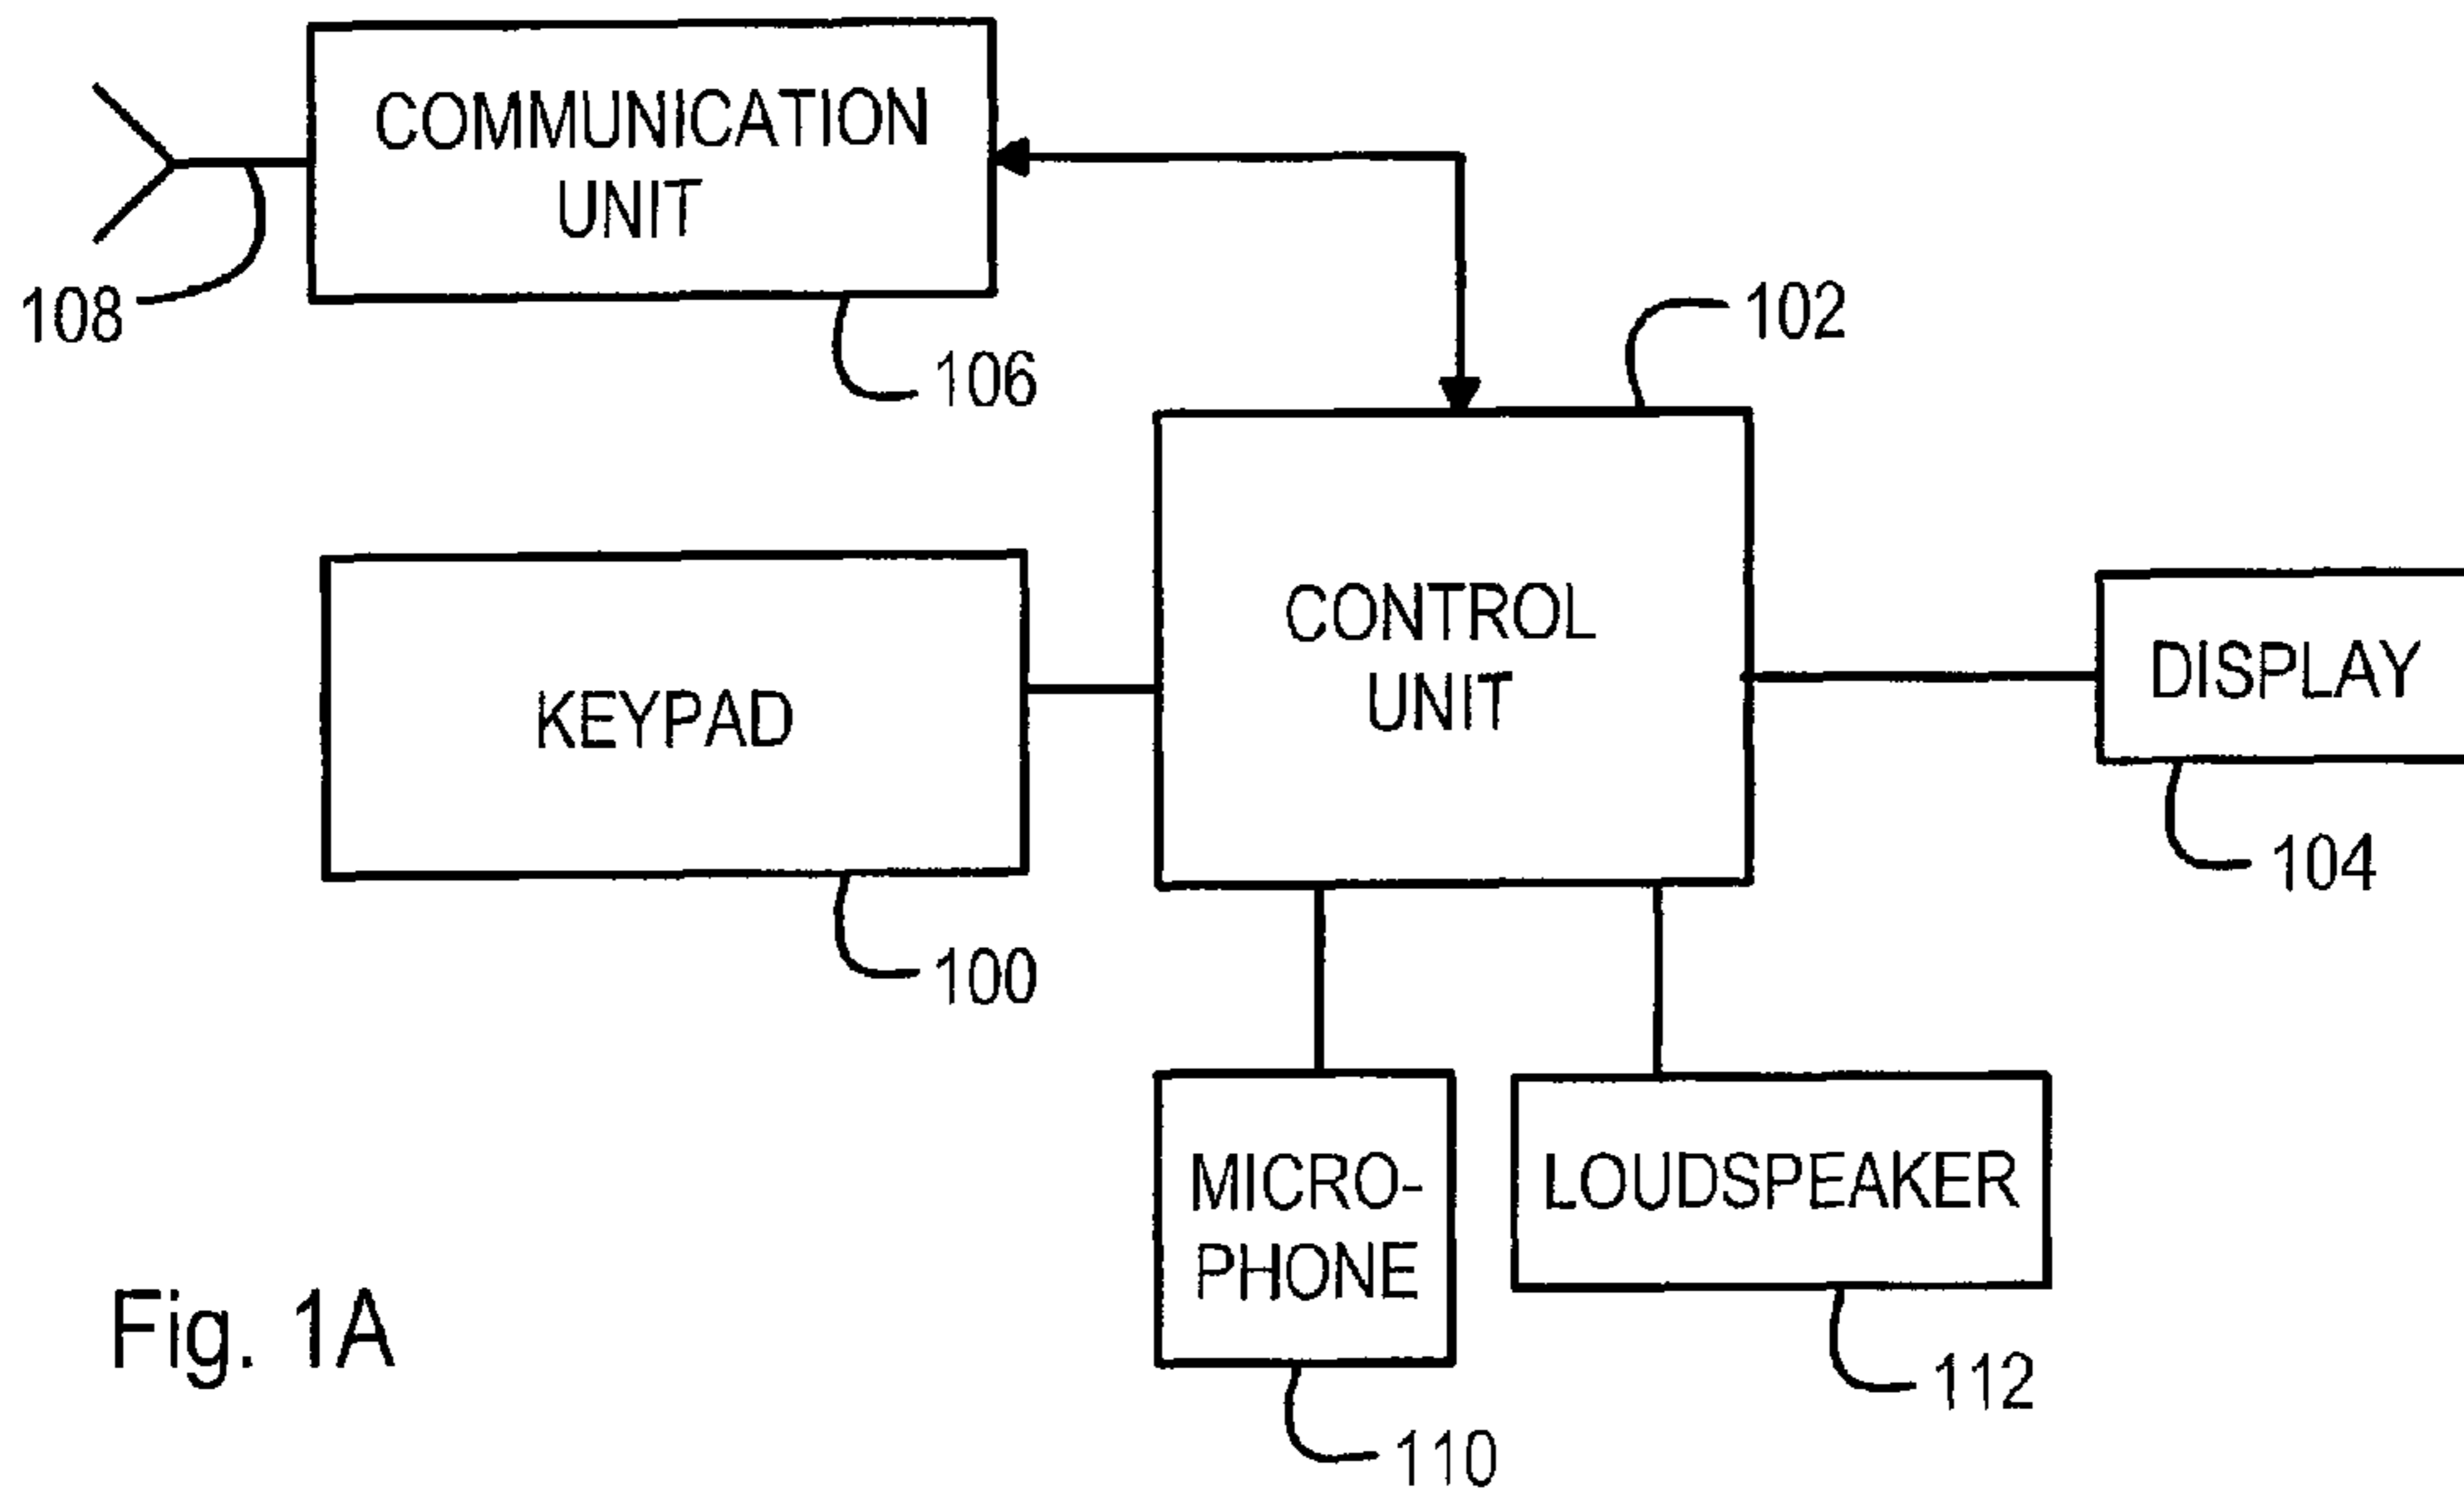 COMMUNICATION
UNIT
108
106
102
CONTROL
UNIT
KEYPAD
DISPLAY
104
100
MICRO-
PHONE
LOUDSPEAKER
112
110
Fig. 1A